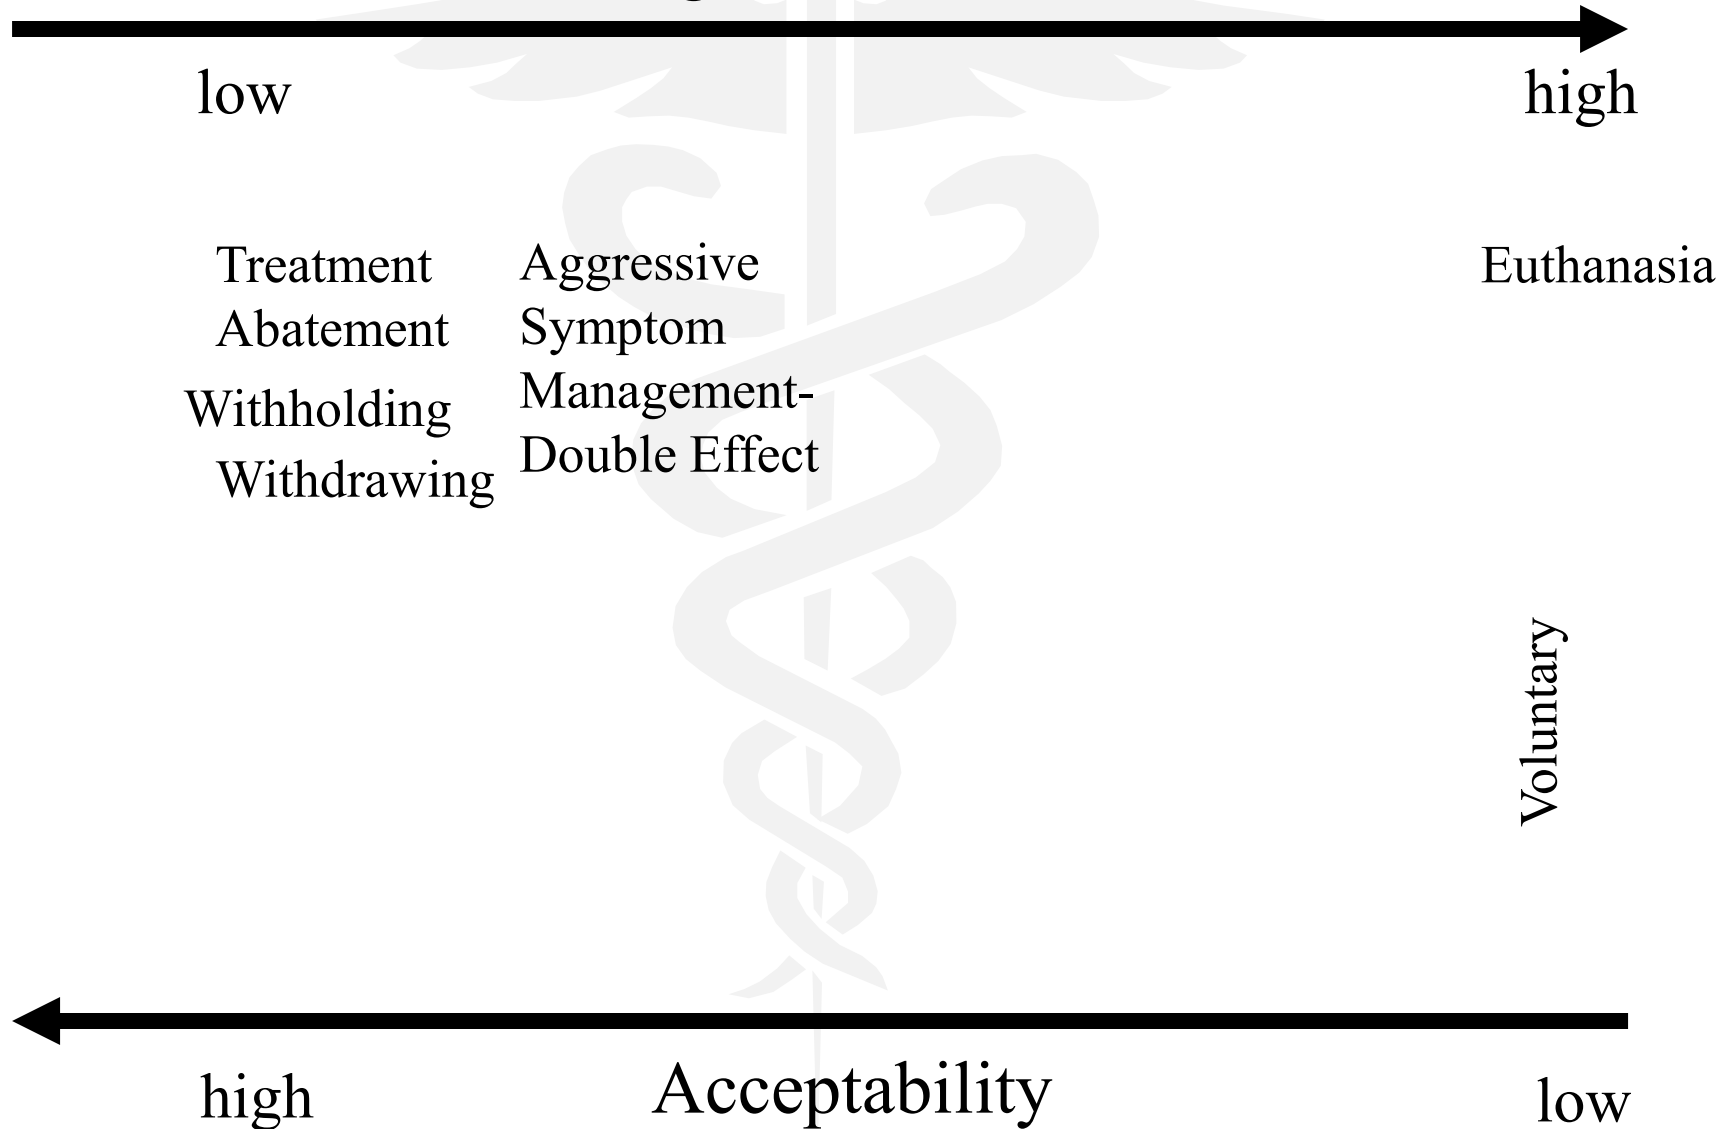 low
high
Treatment
Abatement
Withholding
Withdrawing
Aggressive
Symptom
Management-
Double Effect
Euthanasia
Voluntary
high
Acceptability
low